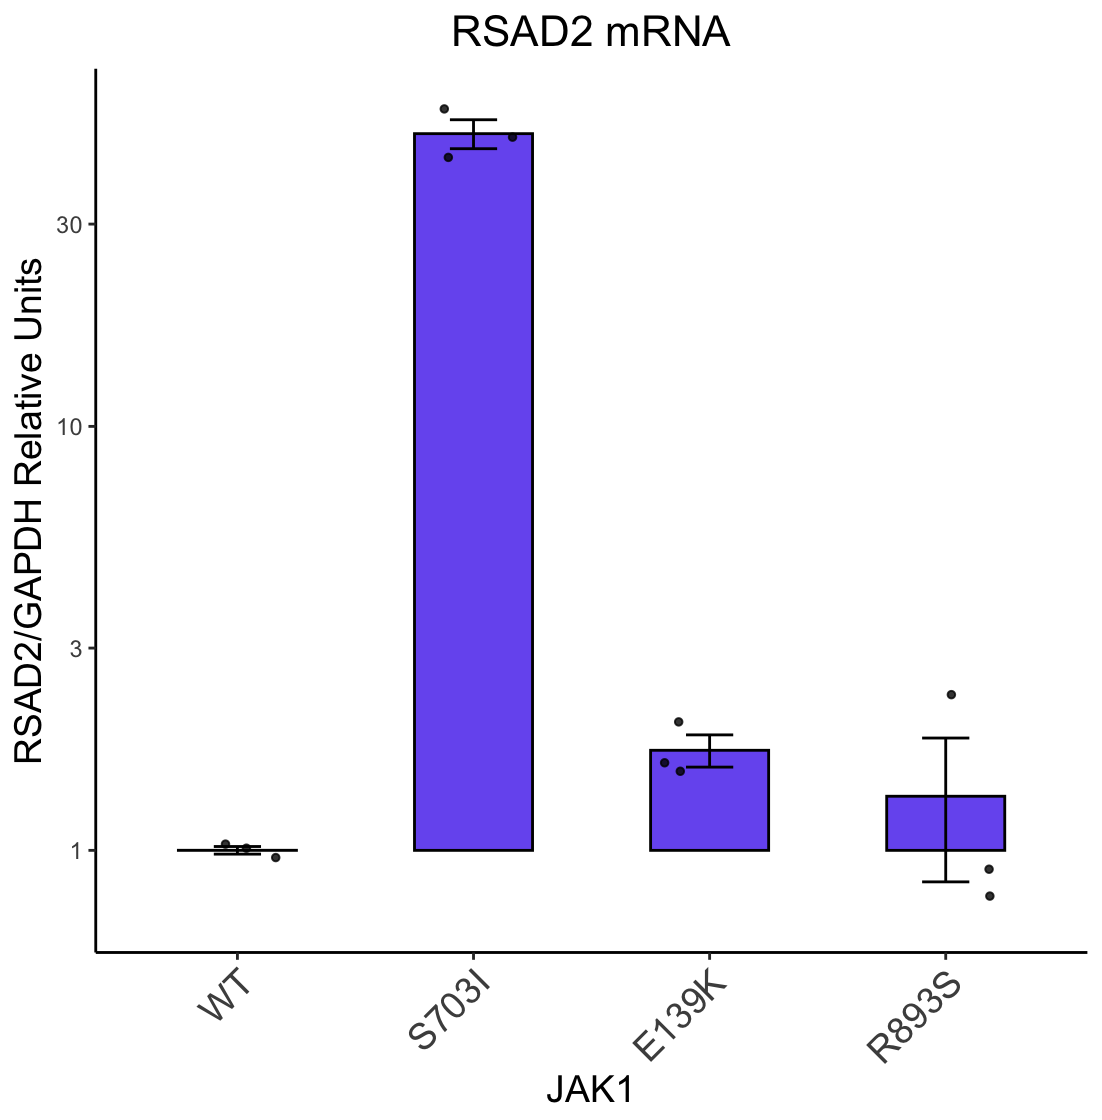 RSAD2 mRNA
RSAD2/GAPDH Relative Units
30
10
3
1
WT
S703I
E139K
R893S
JAK1